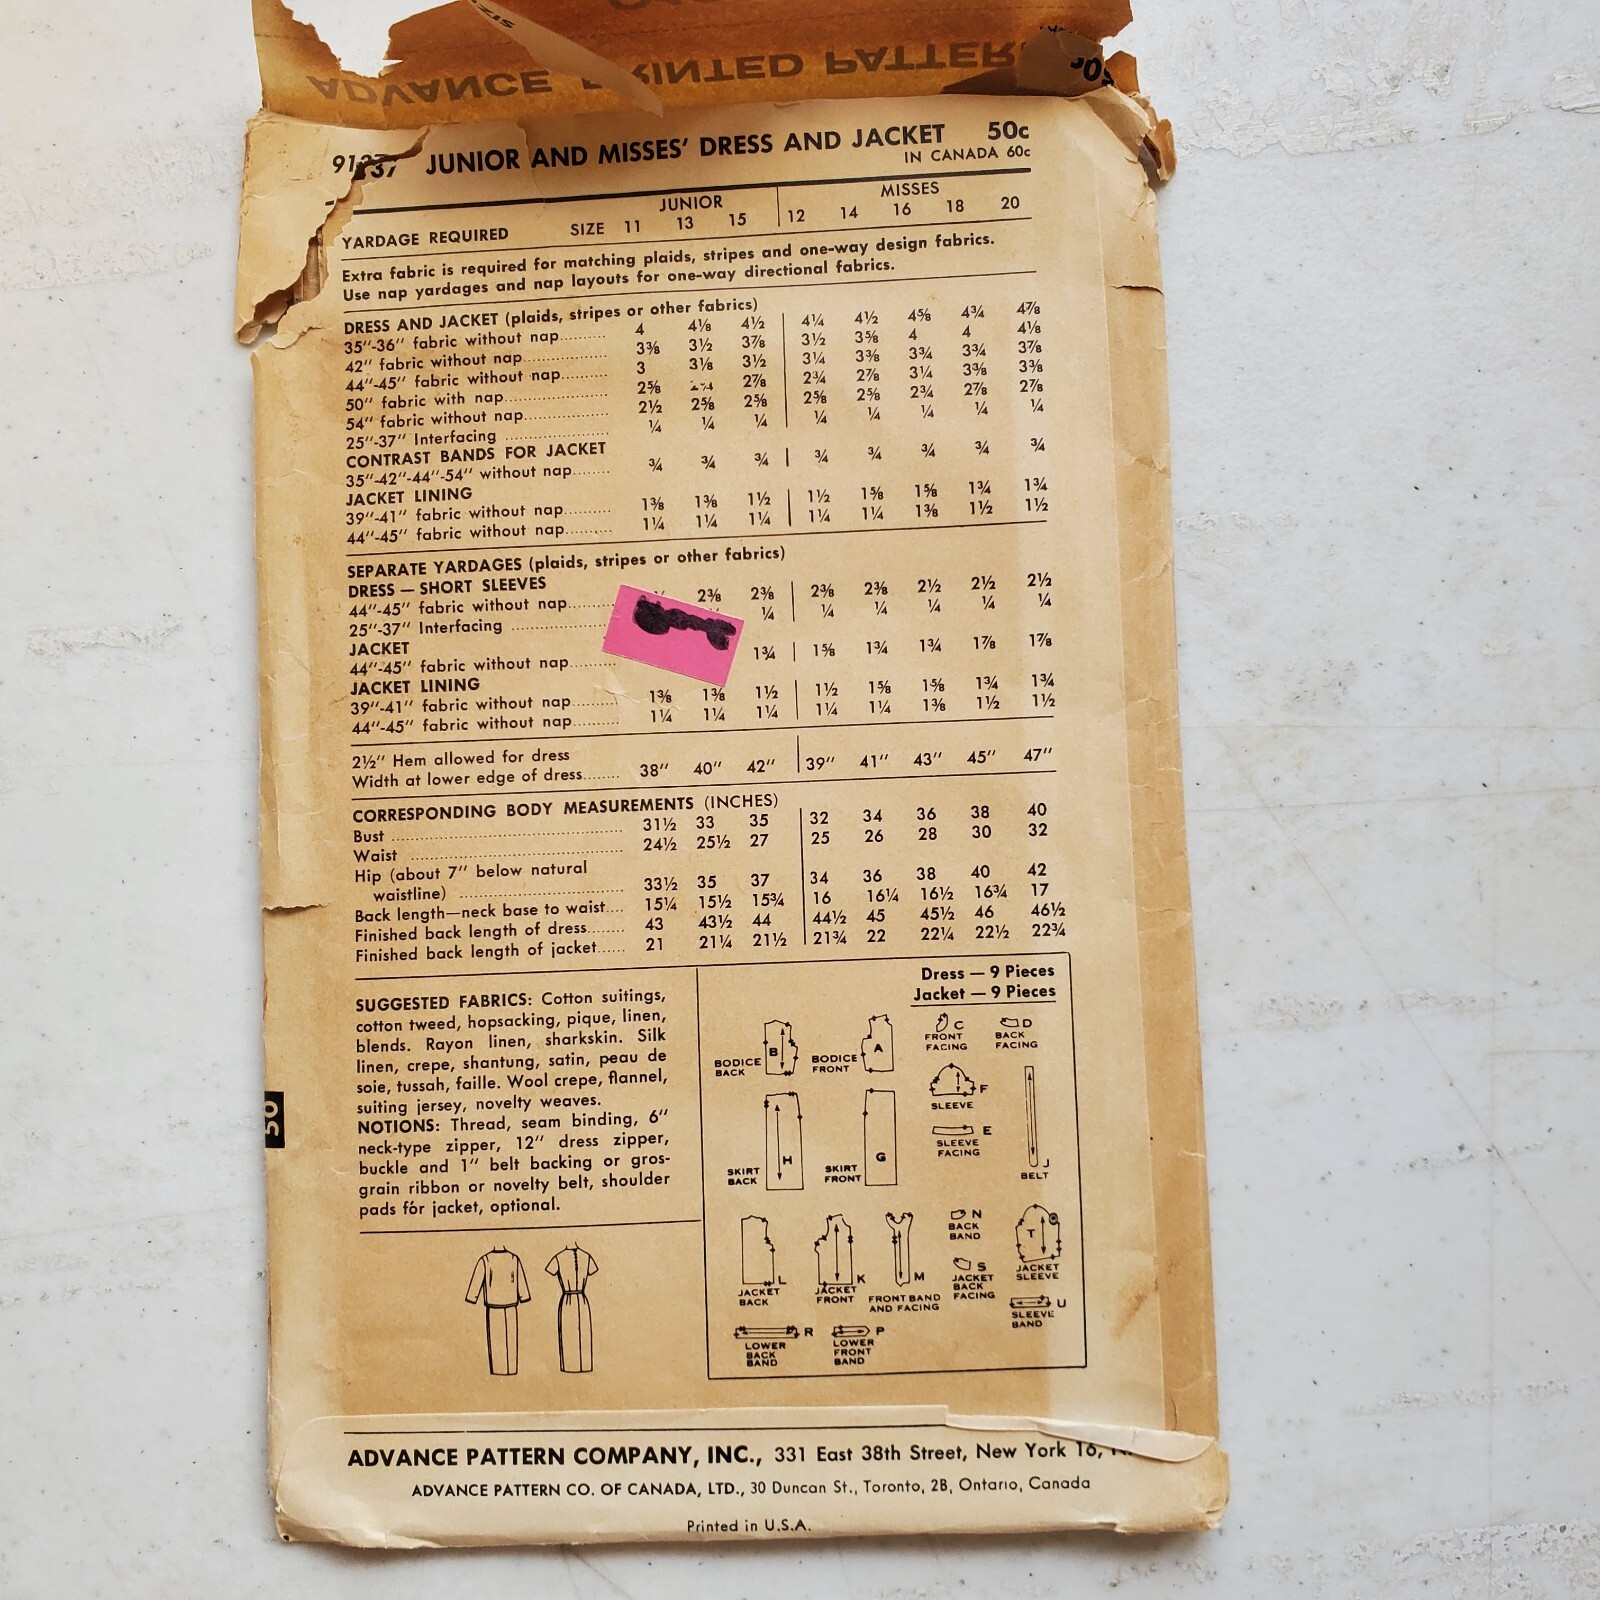 ADVANCE PRINTED PATTER
9137 JUNIOR AND MISSES' DRESS AND JACKET 50c
IN CANADA 60c
JUNIOR MISSES
YARDAGE REQUIRED SIZE 11 13 15 12 14 16 18 20
Extra fabric is required for matching plaids, stripes and one-way design fabrics.
Use nap yardages and nap layouts for one-way directional fabrics.
DRESS AND JACKET (plaids, stripes or other fabrics)
35"-36" fabric without nap.......... 4 4⅛ 4½ 4¼ 4½ 4⅝ 4¾ 4⅞
42" fabric without nap............... 3⅜ 3½ 3⅞ 3½ 3⅝ 4 4 4⅛
44"-45" fabric without nap.......... 3 3⅛ 3½ 3¼ 3⅜ 3¾ 3¾ 3⅞
50" fabric with nap................... 2⅝ 2⅞ 2¾ 2⅞ 3¼ 3⅜ 3⅜
54" fabric without nap............... 2½ 2⅝ 2⅝ 2⅝ 2⅝ 2¾ 2⅞ 2⅞
25"-37" Interfacing ................... ¼ ¼ ¼ ¼ ¼ ¼ ¼ ¼
CONTRAST BANDS FOR JACKET
35"-42"-44"-54" without nap....... ¾ ¾ ¾ ¾ ¾ ¾ ¾ ¾
JACKET LINING
39"-41" fabric without nap......... 1⅜ 1⅜ 1½ 1½ 1⅝ 1⅝ 1¾ 1¾
44"-45" fabric without nap......... 1¼ 1¼ 1¼ 1¼ 1¼ 1⅜ 1½ 1½
SEPARATE YARDAGES (plaids, stripes or other fabrics)
DRESS — SHORT SLEEVES
44"-45" fabric without nap......... 2⅜ 2⅜ 2⅜ 2⅜ 2½ 2½ 2½
25"-37" Interfacing ................. ¼ ¼ ¼ ¼ ¼ ¼
JACKET
44"-45" fabric without nap......... 1¾ 1⅝ 1¾ 1¾ 1⅞ 1⅞
JACKET LINING
39"-41" fabric without nap......... 1⅜ 1⅜ 1½ 1½ 1⅝ 1⅝ 1¾ 1¾
44"-45" fabric without nap......... 1¼ 1¼ 1¼ 1¼ 1¼ 1⅜ 1½ 1½
2½" Hem allowed for dress
Width at lower edge of dress....... 38" 40" 42" 39" 41" 43" 45" 47"
CORRESPONDING BODY MEASUREMENTS (INCHES)
Bust ........................................ 31½ 33 35 32 34 36 38 40
Waist ...................................... 24½ 25½ 27 25 26 28 30 32
Hip (about 7" below natural
waistline) ............................. 33½ 35 37 34 36 38 40 42
Back length—neck base to waist.... 15¼ 15½ 15¾ 16 16¼ 16½ 16¾ 17
Finished back length of dress....... 43 43½ 44 44½ 45 45½ 46 46½
Finished back length of jacket...... 21 21¼ 21½ 21¾ 22 22¼ 22½ 22¾
SUGGESTED FABRICS: Cotton suitings,
cotton tweed, hopsacking, pique, linen,
blends. Rayon linen, sharkskin. Silk
linen, crepe, shantung, satin, peau de
soie, tussah, faille. Wool crepe, flannel,
suiting jersey, novelty weaves.
NOTIONS: Thread, seam binding, 6"
neck-type zipper, 12" dress zipper,
buckle and 1" belt backing or gros-
grain ribbon or novelty belt, shoulder
pads for jacket, optional.
50
Dress — 9 Pieces
Jacket — 9 Pieces
B BODICE BACK
A BODICE FRONT
C FRONT FACING
D BACK FACING
F SLEEVE
E SLEEVE FACING
J BELT
H SKIRT BACK
G SKIRT FRONT
L JACKET BACK
K JACKET FRONT
M FRONT BAND AND FACING
N BACK BAND
S JACKET BACK FACING
T JACKET SLEEVE
U SLEEVE BAND
R LOWER BACK BAND
P LOWER FRONT BAND
ADVANCE PATTERN COMPANY, INC., 331 East 38th Street, New York 16,
ADVANCE PATTERN CO. OF CANADA, LTD., 30 Duncan St., Toronto, 2B, Ontario, Canada
Printed in U.S.A.